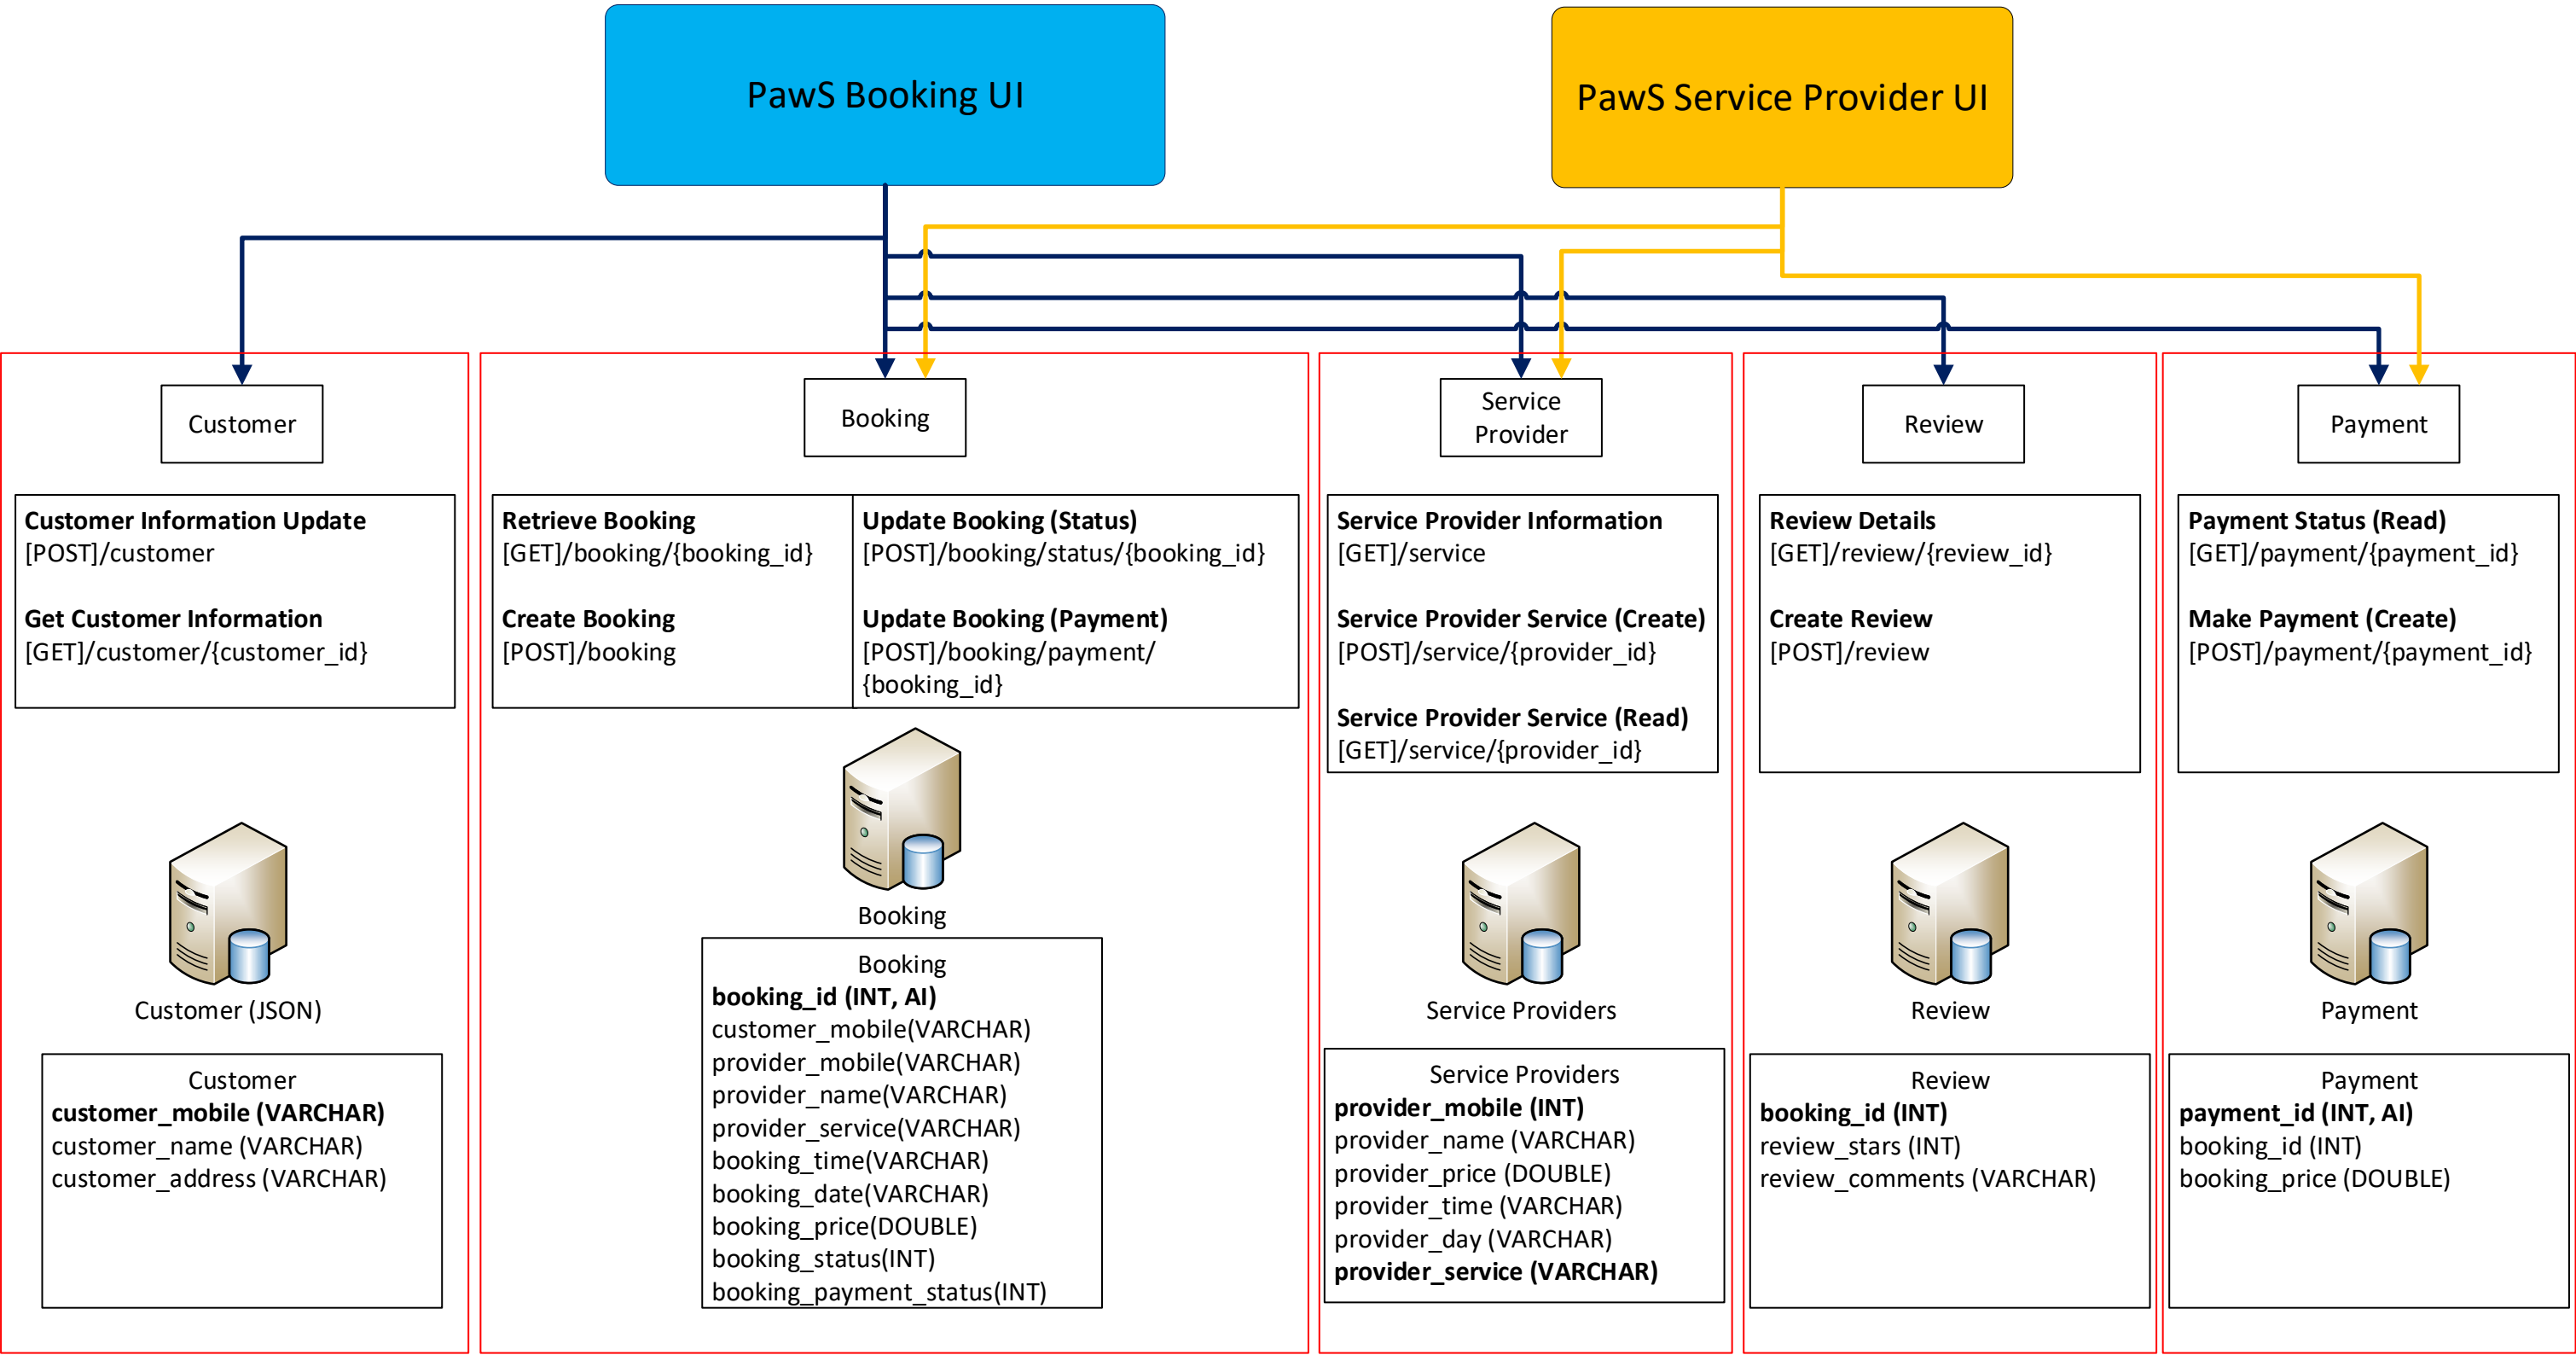 PawS Booking UI
PawS Service Provider UI
Customer
Customer Information Update
[POST]/customer
Get Customer Information
[GET]/customer/{customer_id}
Customer (JSON)
Customer
customer_mobile (VARCHAR)
customer_name (VARCHAR)
customer_address (VARCHAR)
Booking
Retrieve Booking
[GET]/booking/{booking_id}
Create Booking
[POST]/booking
Update Booking (Status)
[POST]/booking/status/{booking_id}
Update Booking (Payment)
[POST]/booking/payment/
{booking_id}
Booking
Booking
booking_id (INT, AI)
customer_mobile(VARCHAR)
provider_mobile(VARCHAR)
provider_name(VARCHAR)
provider_service(VARCHAR)
booking_time(VARCHAR)
booking_date(VARCHAR)
booking_price(DOUBLE)
booking_status(INT)
booking_payment_status(INT)
Service
Provider
Service Provider Information
[GET]/service
Service Provider Service (Create)
[POST]/service/{provider_id}
Service Provider Service (Read)
[GET]/service/{provider_id}
Service Providers
Service Providers
provider_mobile (INT)
provider_name (VARCHAR)
provider_price (DOUBLE)
provider_time (VARCHAR)
provider_day (VARCHAR)
provider_service (VARCHAR)
Review
Review Details
[GET]/review/{review_id}
Create Review
[POST]/review
Review
Review
booking_id (INT)
review_stars (INT)
review_comments (VARCHAR)
Payment
Payment Status (Read)
[GET]/payment/{payment_id}
Make Payment (Create)
[POST]/payment/{payment_id}
Payment
Payment
payment_id (INT, AI)
booking_id (INT)
booking_price (DOUBLE)